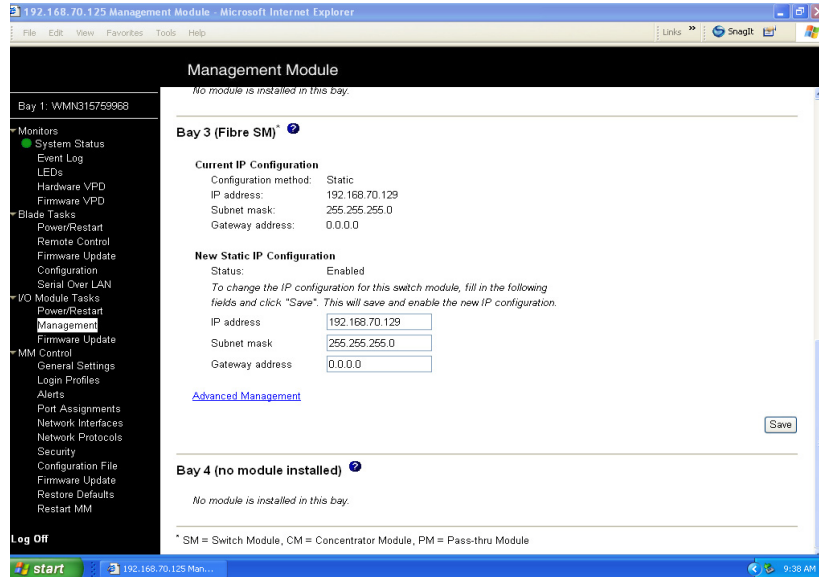 192.168.70.125 Management Module - Microsoft Internet Explorer
File Edit View Favorites Tools Help
Links » SnagIt
Management Module
Bay 1: WMN315759968
Monitors
System Status
Event Log
LEDs
Hardware VPD
Firmware VPD
Blade Tasks
Power/Restart
Remote Control
Firmware Update
Configuration
Serial Over LAN
I/O Module Tasks
Power/Restart
Management
Firmware Update
MM Control
General Settings
Login Profiles
Alerts
Port Assignments
Network Interfaces
Network Protocols
Security
Configuration File
Firmware Update
Restore Defaults
Restart MM
Log Off
No module is installed in this bay.
Bay 3 (Fibre SM)* ?
Current IP Configuration
Configuration method: Static
IP address: 192.168.70.129
Subnet mask: 255.255.255.0
Gateway address: 0.0.0.0
New Static IP Configuration
Status: Enabled
To change the IP configuration for this switch module, fill in the following
fields and click "Save". This will save and enable the new IP configuration.
IP address 192.168.70.129
Subnet mask 255.255.255.0
Gateway address 0.0.0.0
Advanced Management
Save
Bay 4 (no module installed) ?
No module is installed in this bay.
* SM = Switch Module, CM = Concentrator Module, PM = Pass-thru Module
start 192.168.70.125 Man... 9:38 AM